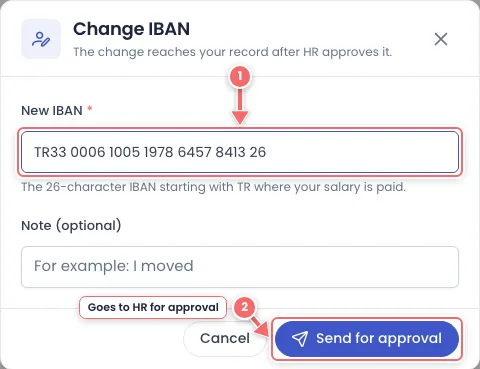 Change IBAN
The change reaches your record after HR approves it.
1
New IBAN *
TR33 0006 1005 1978 6457 8413 26
The 26-character IBAN starting with TR where your salary is paid.
Note (optional)
For example: I moved
Goes to HR for approval
2
Cancel
Send for approval